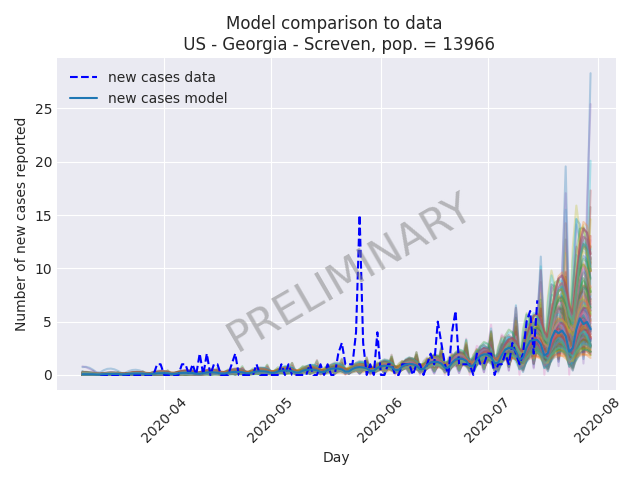 Model comparison to data
US - Georgia - Screven, pop. = 13966
new cases data
new cases model
Number of new cases reported
25
20
15
10
5
0
PRELIMINARY
2020-04
2020-05
2020-06
2020-07
2020-08
Day